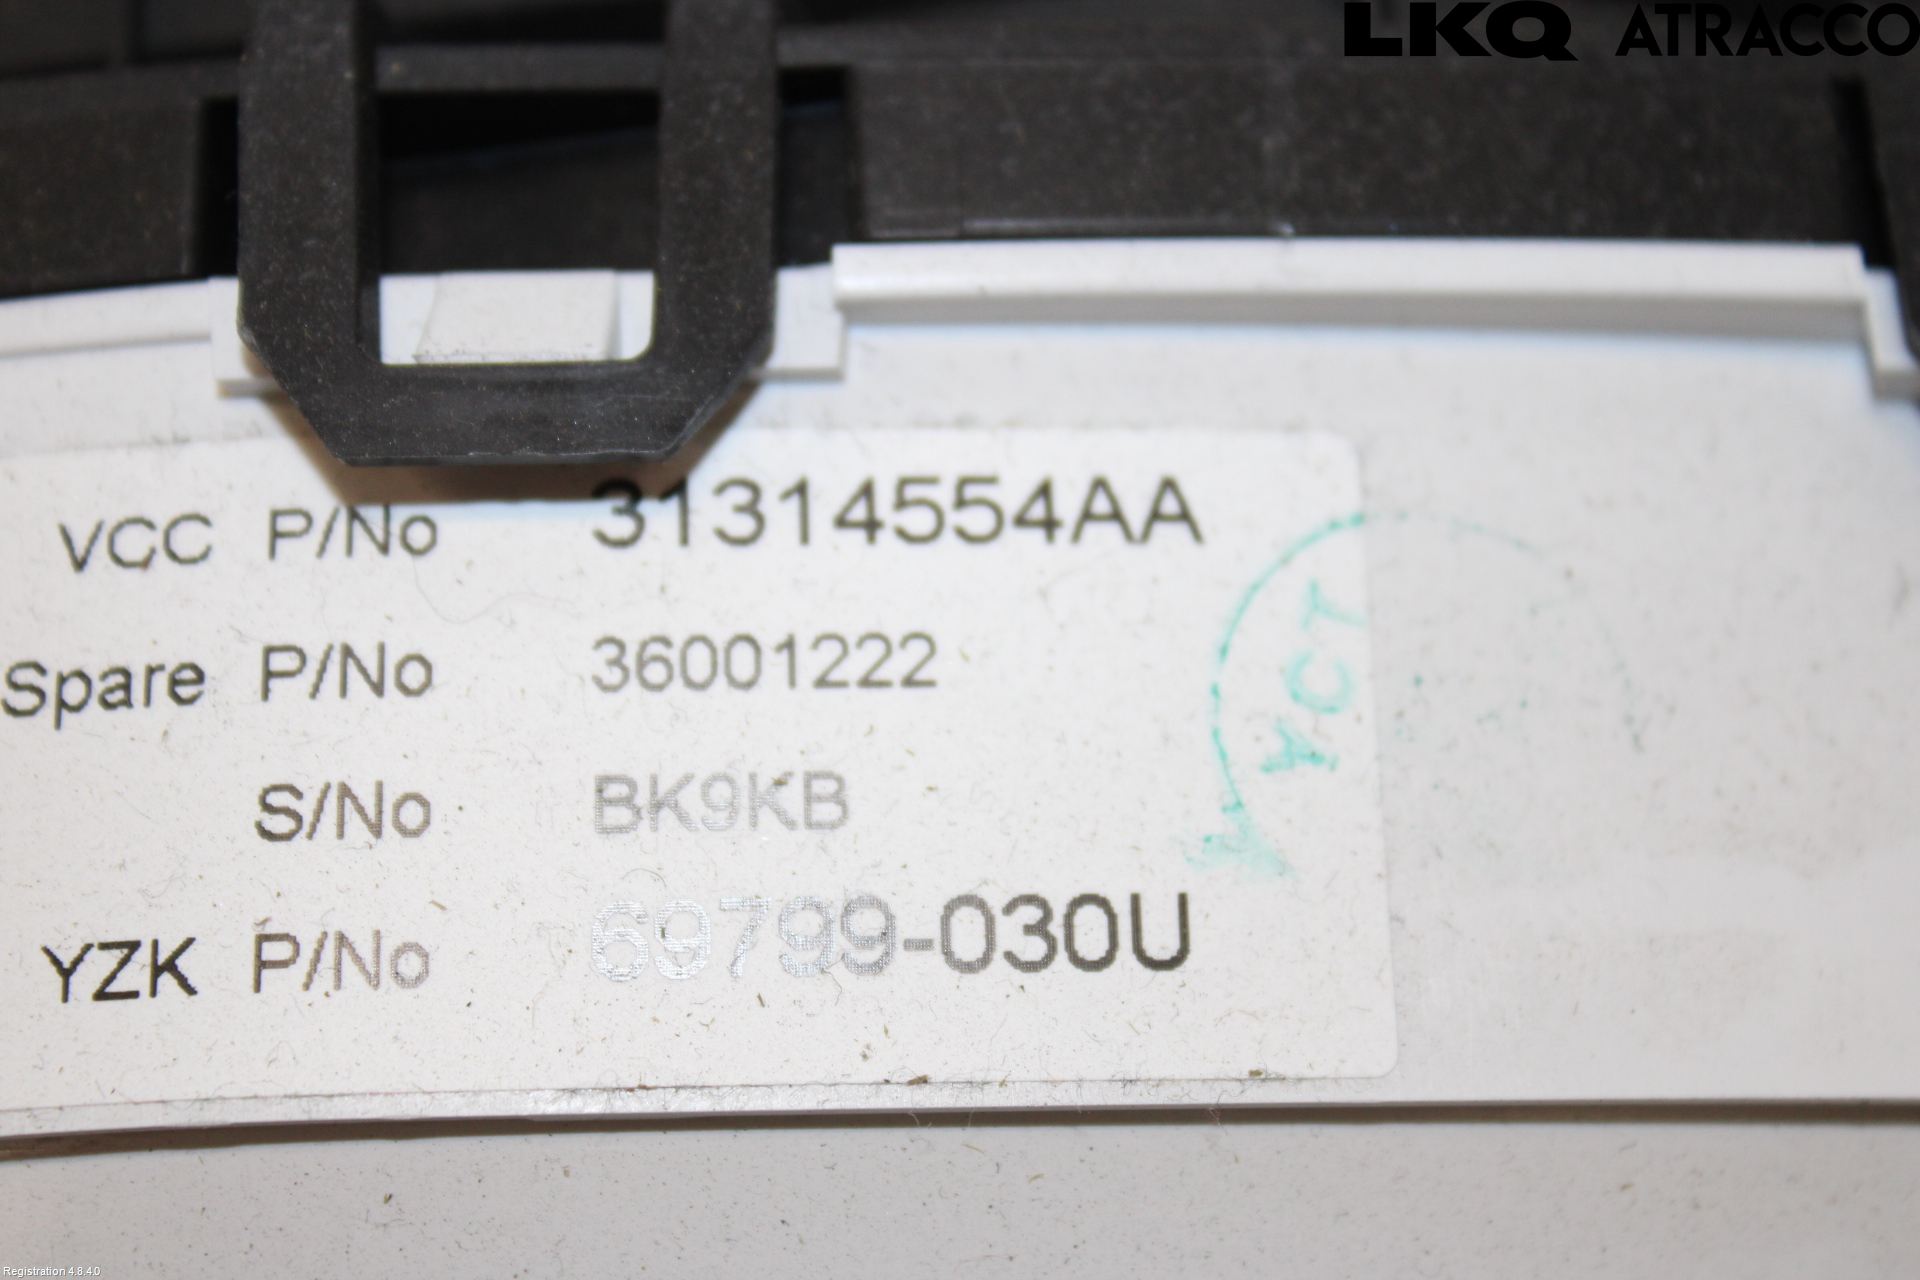 LKQ ATRACCO
VCC P/No 31314554AA
Spare P/No 36001222
S/No BK9KB
YZK P/No 69799-030U
YCT
Registration 4.8.4.0